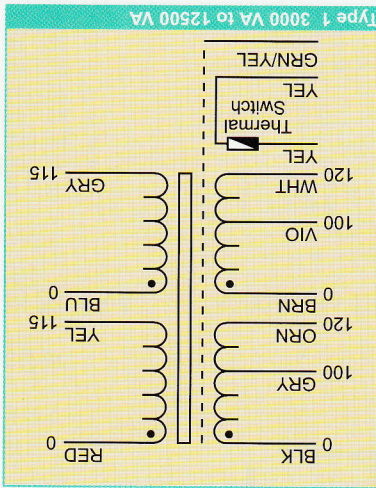 0 BLK RED 0
100 GRY
120 ORN YEL 115
0 BRN BLU 0
100 VIO
120 WHT GRY 115
YEL
Thermal
Switch
YEL
GRN/YEL
Type 1 3000 VA to 12500 VA